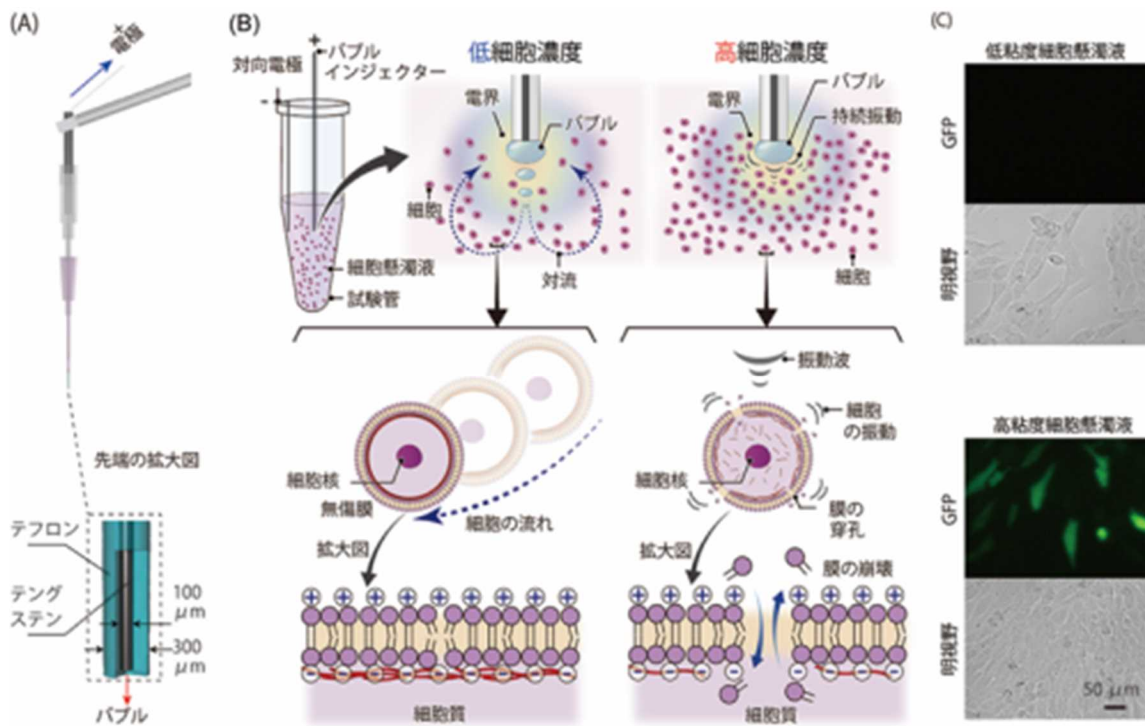 (A)
+
電極
先端の拡大図
テフロン
テング
ステン
100
μm
300
μm
バブル
(B)
+
バブル
インジェクター
対向電極
-
細胞懸濁液
試験管
低細胞濃度
電界
バブル
細胞
対流
高細胞濃度
電界
バブル
持続振動
細胞
細胞核
無傷膜
細胞の流れ
拡大図
細胞質
振動波
細胞
の振動
細胞核
膜の
穿孔
拡大図
膜の崩壊
細胞質
(C)
低粘度細胞懸濁液
GFP
明視野
高粘度細胞懸濁液
GFP
明視野
50 μm